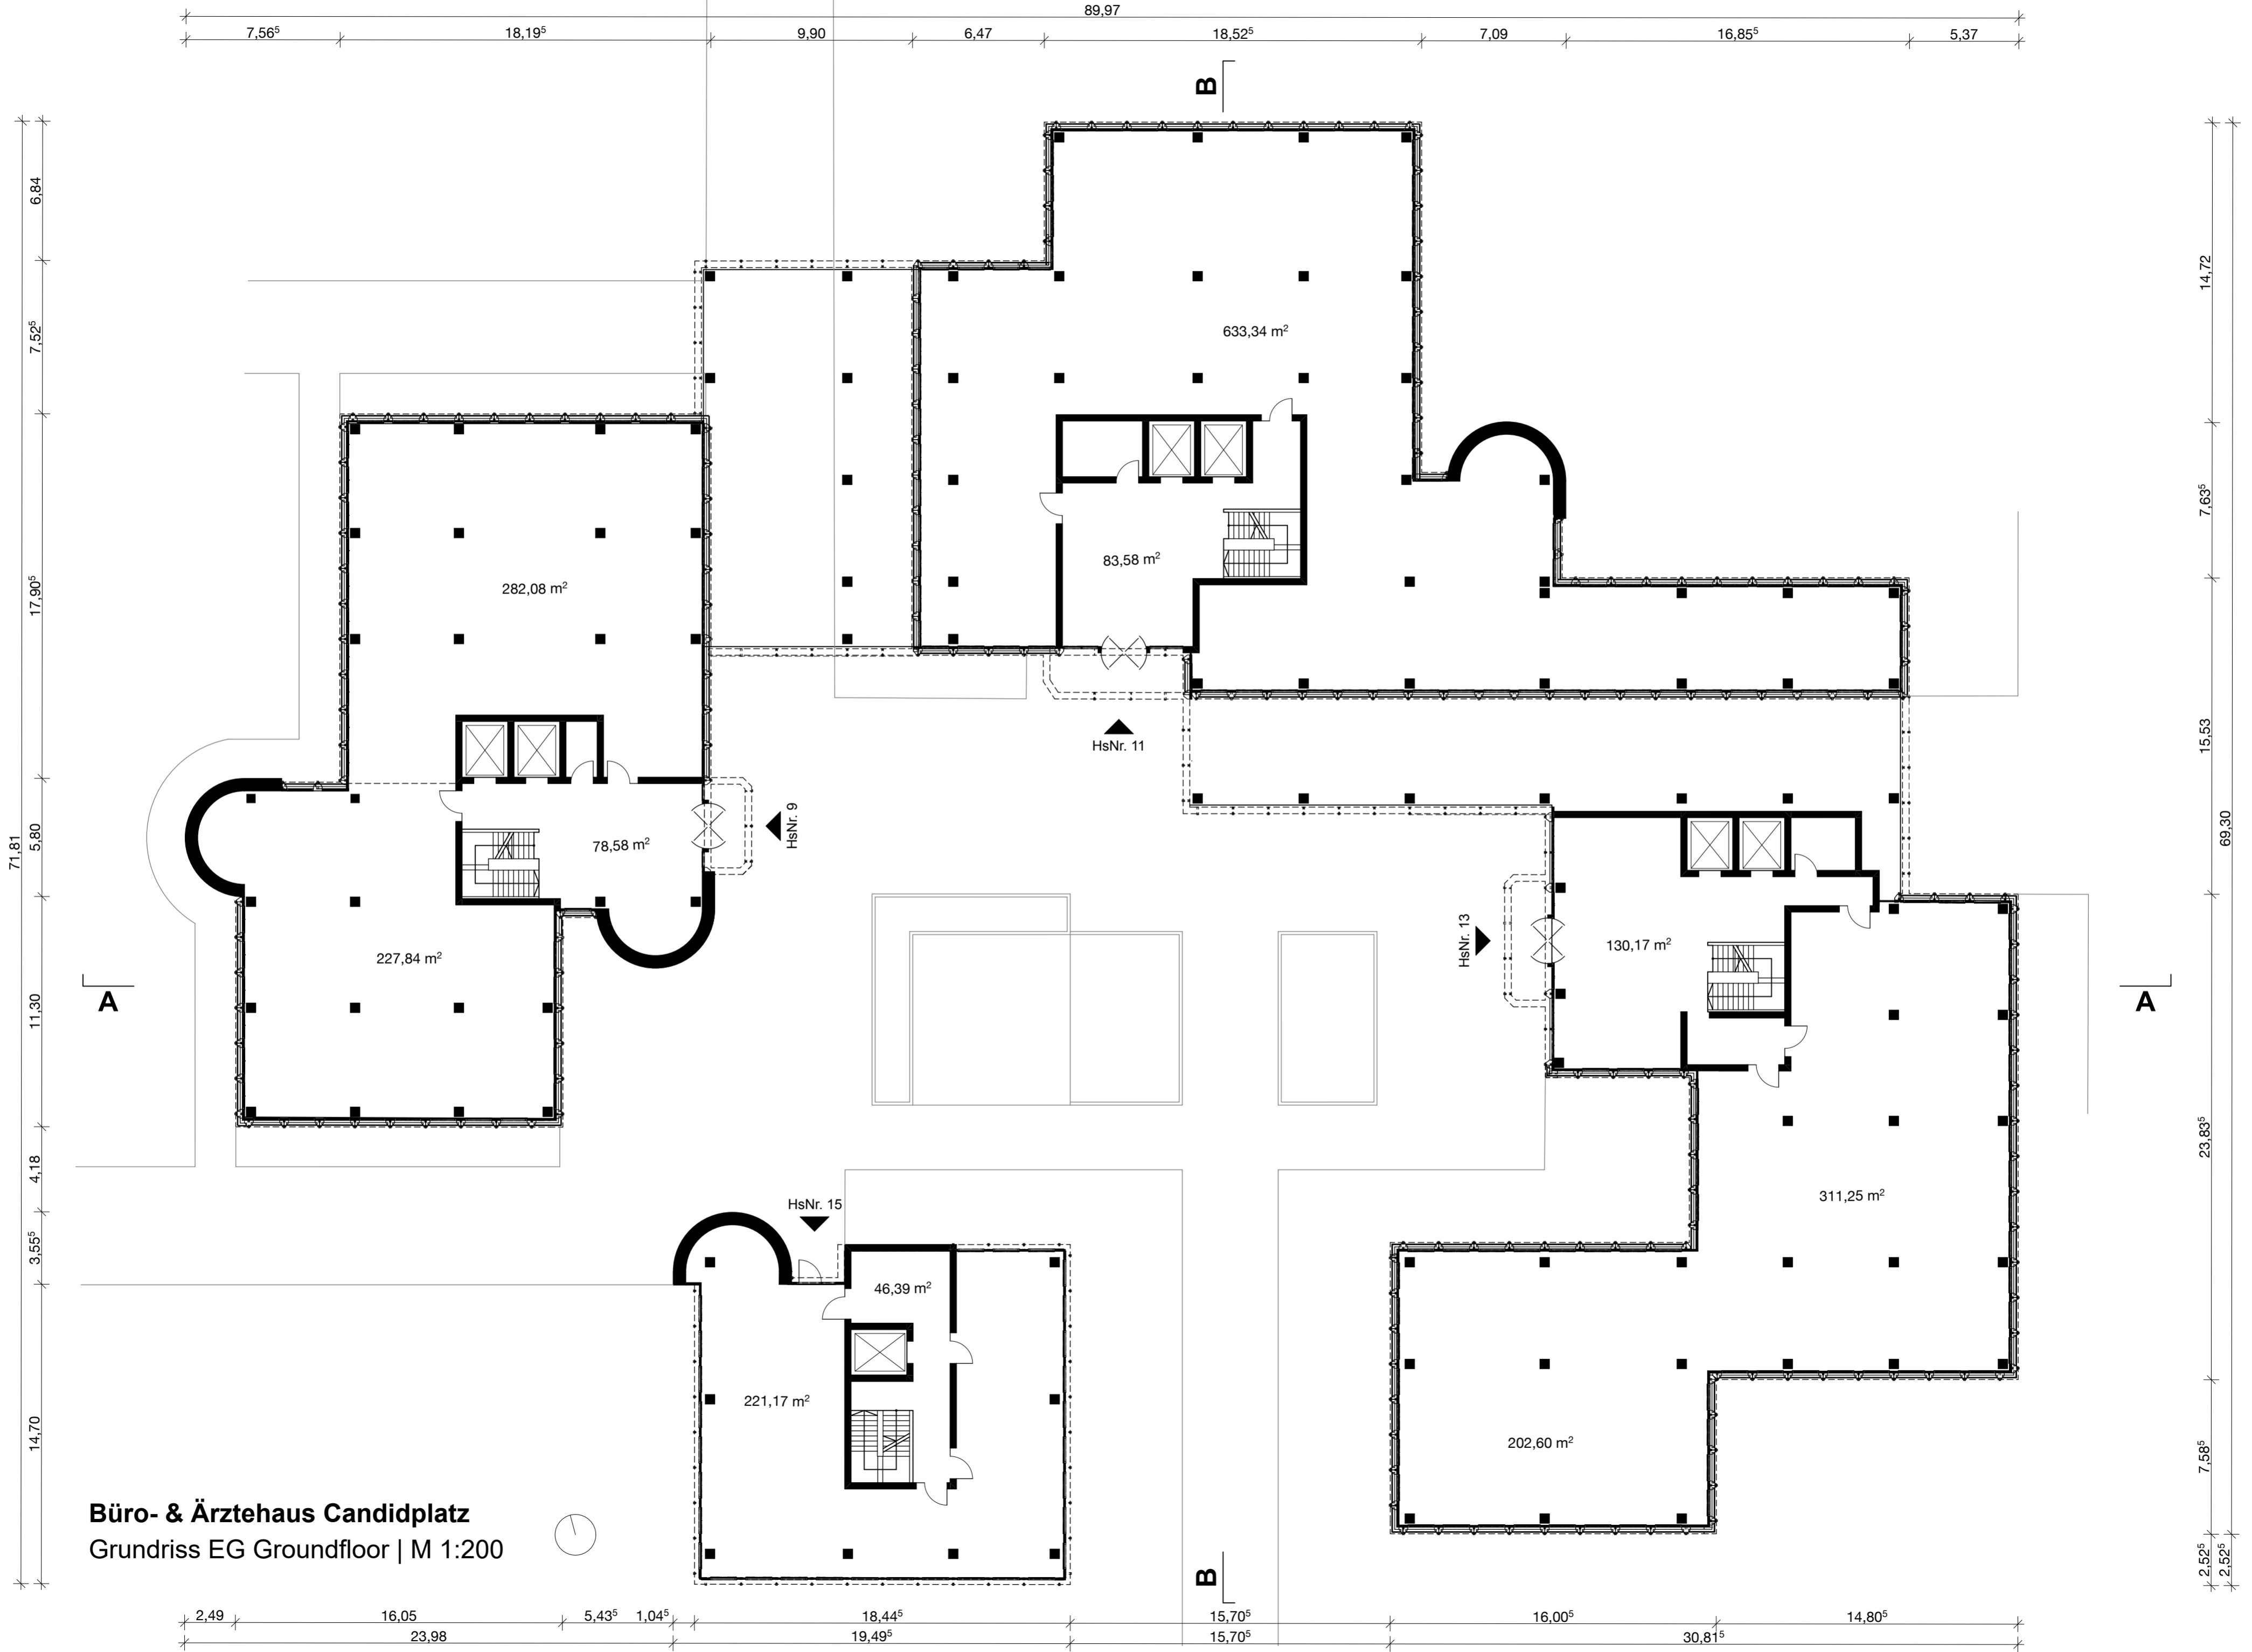 89,97
7,56⁵ 18,19⁵ 9,90 6,47 18,52⁵ 7,09 16,85⁵ 5,37
B
71,81
6,84
7,52⁵
17,90⁵
5,80
11,30
4,18
3,55⁵
14,70
633,34 m²
83,58 m²
282,08 m²
HsNr. 11
HsNr. 9
78,58 m²
227,84 m²
HsNr. 13
130,17 m²
A
A
311,25 m²
HsNr. 15
46,39 m²
221,17 m²
202,60 m²
14,72
7,63⁵
15,53
23,83⁵
7,58⁵
2,52⁵
69,30
2,52⁵
Büro- & Ärztehaus Candidplatz
Grundriss EG Groundfloor | M 1:200
B
2,49 16,05 5,43⁵ 1,04⁵ 18,44⁵ 15,70⁵ 16,00⁵ 14,80⁵
23,98 19,49⁵ 15,70⁵ 30,81⁵